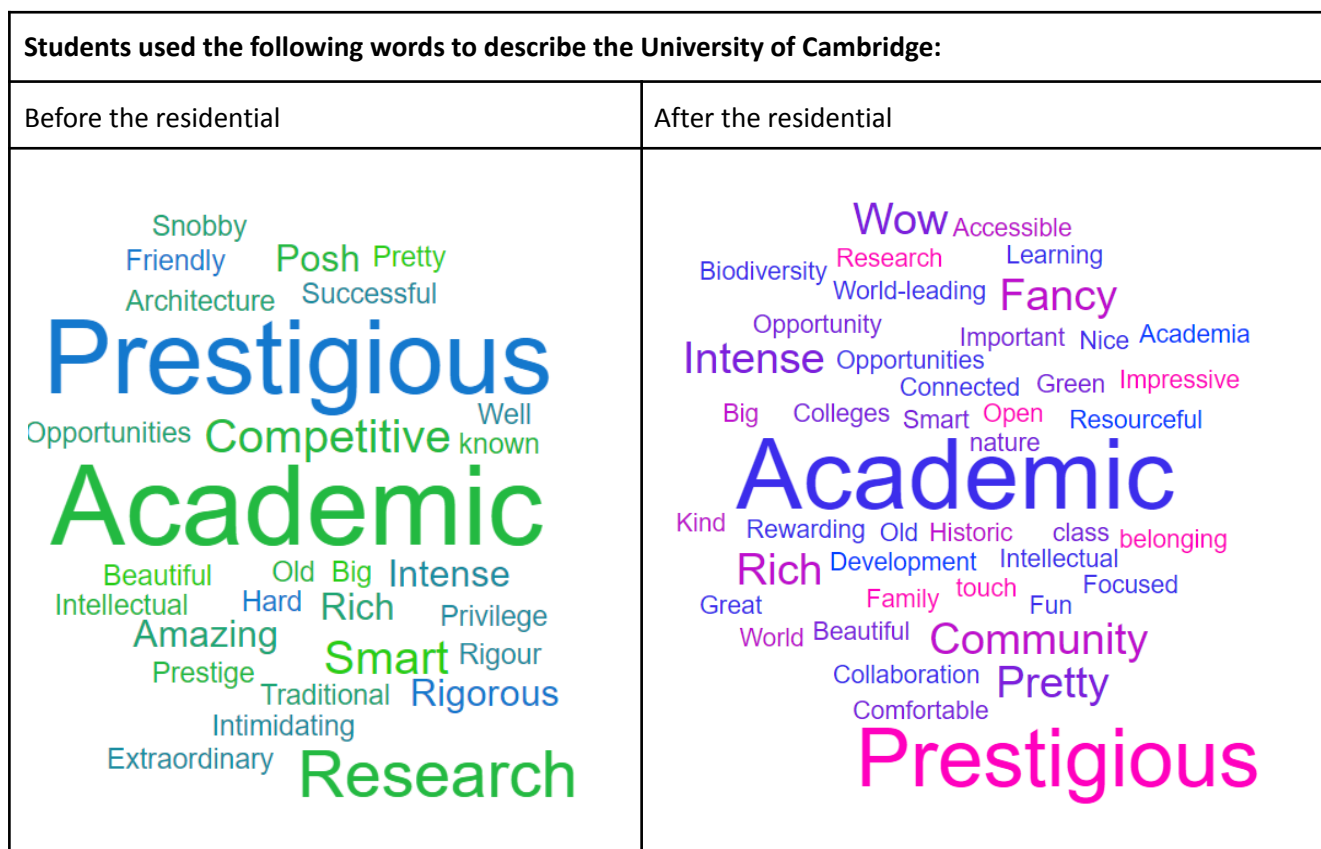 Students used the following words to describe the University of Cambridge:
Before the residential
After the residential
Snobby
Friendly Posh Pretty
Architecture Successful
Prestigious
Well
Opportunities Competitive known
Academic
Beautiful Old Big Intense
Intellectual Hard Rich Privilege
Amazing
Smart Rigour
Prestige
Traditional Rigorous
Intimidating
Extraordinary Research
Wow Accessible
Biodiversity Research Learning
World-leading Fancy
Opportunity Important Nice Academia
Intense Opportunities
Connected Green Impressive
Big Colleges Smart Open Resourceful
nature
Academic
Kind Rewarding Old Historic class belonging
Rich Development Intellectual
Great Family touch Fun Focused
World Beautiful Community
Collaboration Pretty
Comfortable
Prestigious